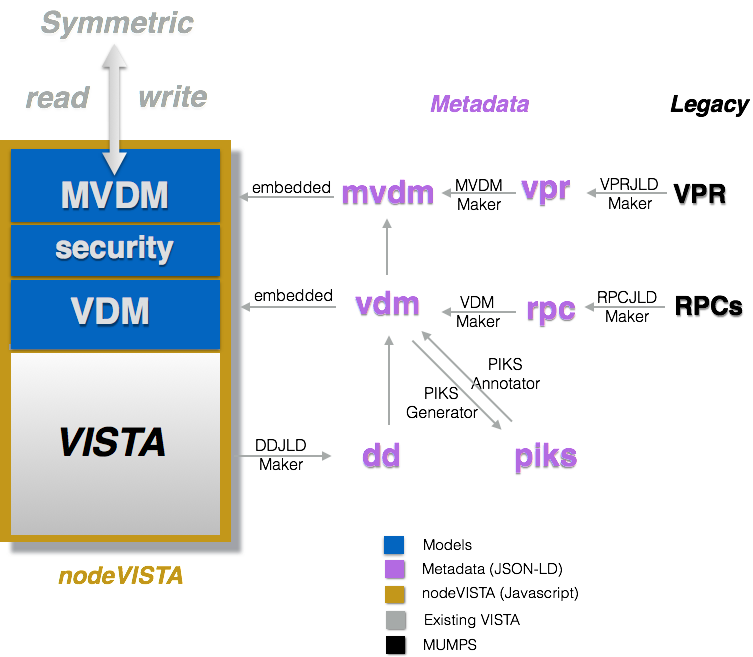 Symmetric
read write
Metadata Legacy
MVDM
embedded
mvdm
MVDM
Maker
vpr
VPRJLD
Maker
VPR
security
VDM
embedded
vdm
VDM
Maker
rpc
RPCJLD
Maker
RPCs
PIKS
Annotator
PIKS
Generator
VISTA
DDJLD
Maker
dd
piks
nodeVISTA
Models
Metadata (JSON-LD)
nodeVISTA (Javascript)
Existing VISTA
MUMPS